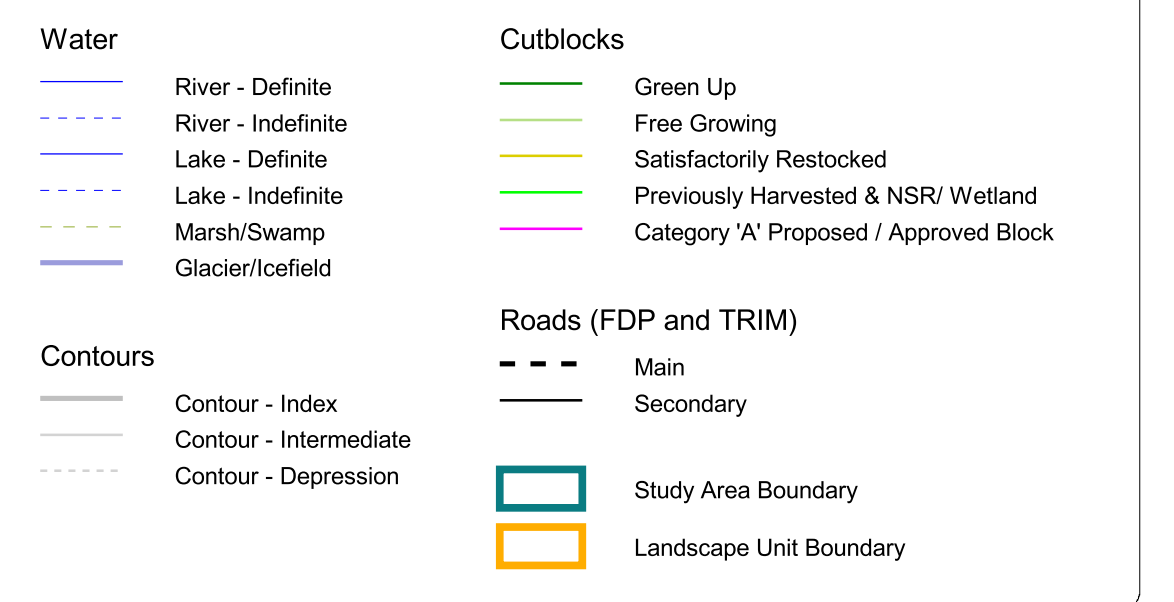 Water
River - Definite
River - Indefinite
Lake - Definite
Lake - Indefinite
Marsh/Swamp
Glacier/Icefield
Contours
Contour - Index
Contour - Intermediate
Contour - Depression
Cutblocks
Green Up
Free Growing
Satisfactorily Restocked
Previously Harvested & NSR/ Wetland
Category 'A' Proposed / Approved Block
Roads (FDP and TRIM)
Main
Secondary
Study Area Boundary
Landscape Unit Boundary